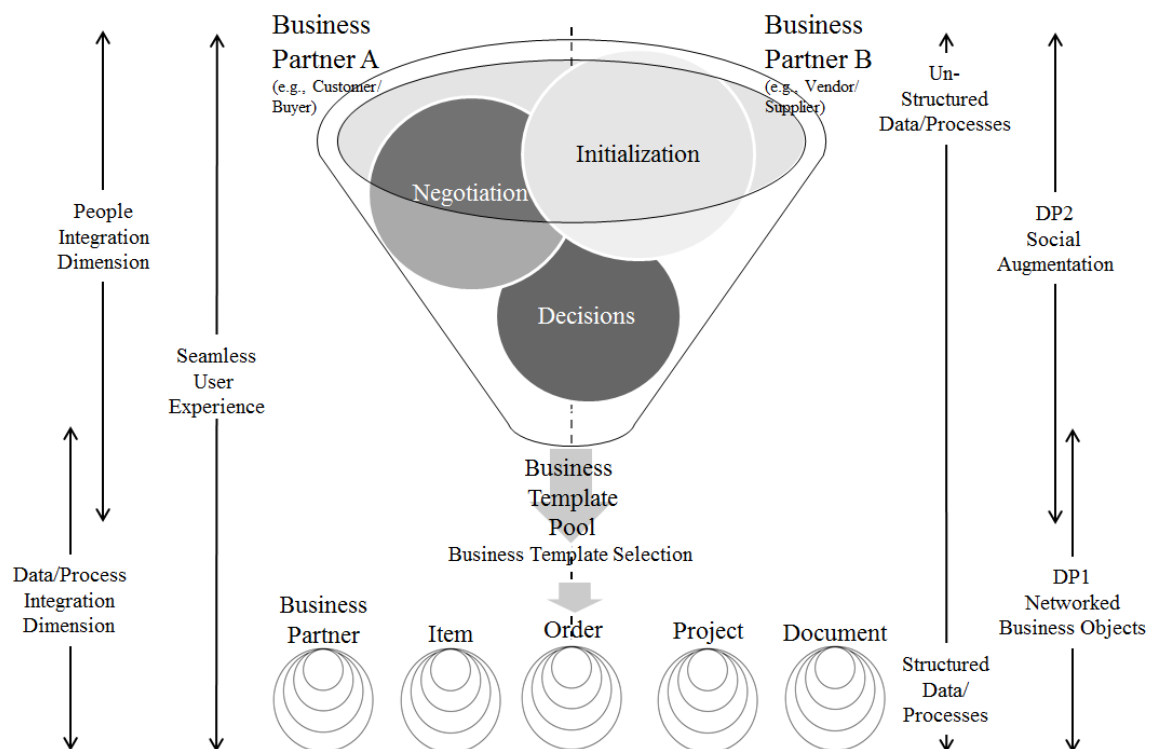 Business
Partner A
(e.g., Customer/
Buyer)
Business
Partner B
(e.g., Vendor/
Supplier)
Un-
Structured
Data/Processes
Initialization
Negotiation
Decisions
People
Integration
Dimension
DP2
Social
Augmentation
Seamless
User
Experience
Business
Template
Pool
Business Template Selection
Data/Process
Integration
Dimension
DP1
Networked
Business Objects
Business
Partner
Item
Order
Project
Document
Structured
Data/
Processes